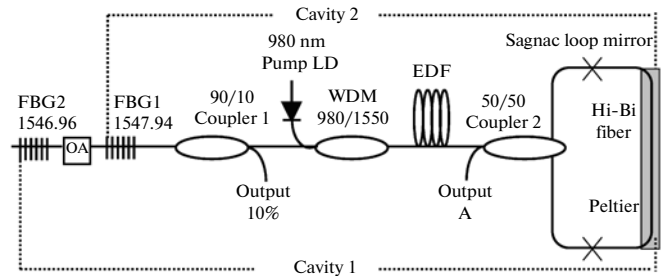 Cavity 2
980 nm
Pump LD
Sagnac loop mirror
EDF
FBG2
1546.96
FBG1
1547.94
90/10
Coupler 1
WDM
980/1550
50/50
Coupler 2
Hi-Bi
fiber
OA
Output
10%
Output
A
Peltier
Cavity 1